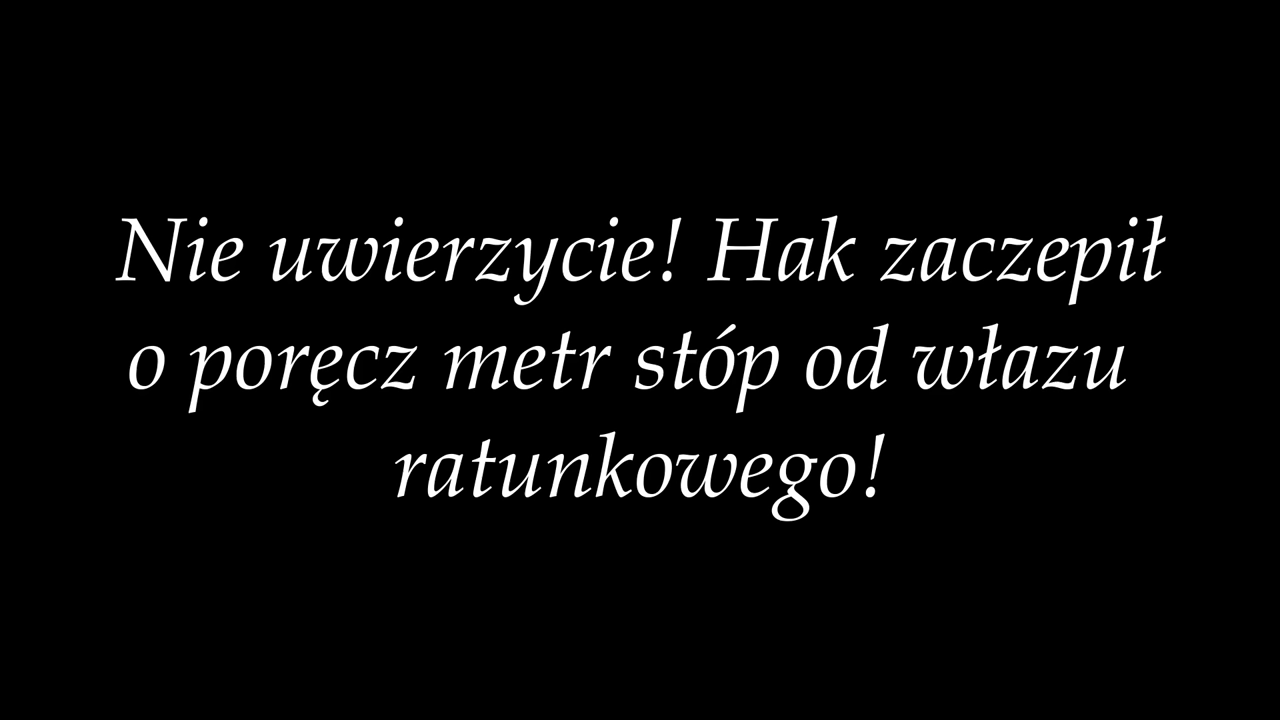 Nie uwierzycie! Hak zaczepił
o poręcz metr stóp od włazu
ratunkowego!